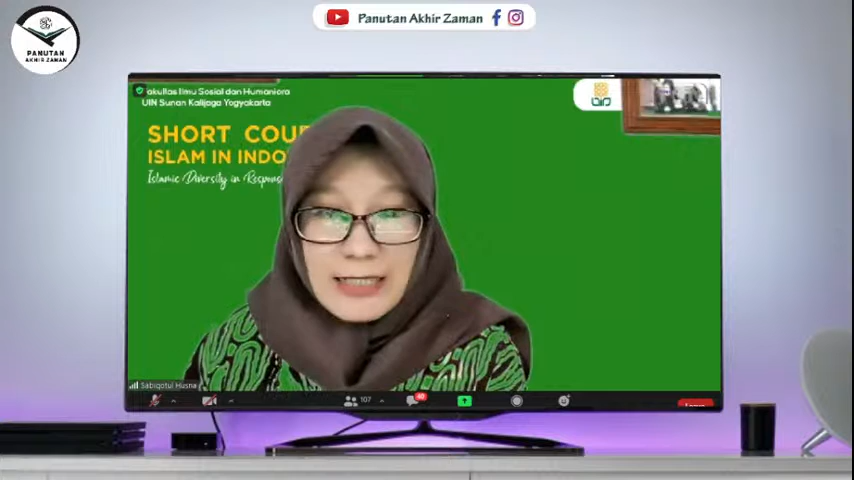 Panutan Akhir Zaman
PANUTAN
AKHIR ZAMAN
Fakultas Ilmu Sosial dan Humaniora
UIN Sunan Kalijaga Yogyakarta
SHORT COU
ISLAM IN INDO
Islamic Diversity in Respons
Sabiqotul Husna
107
40